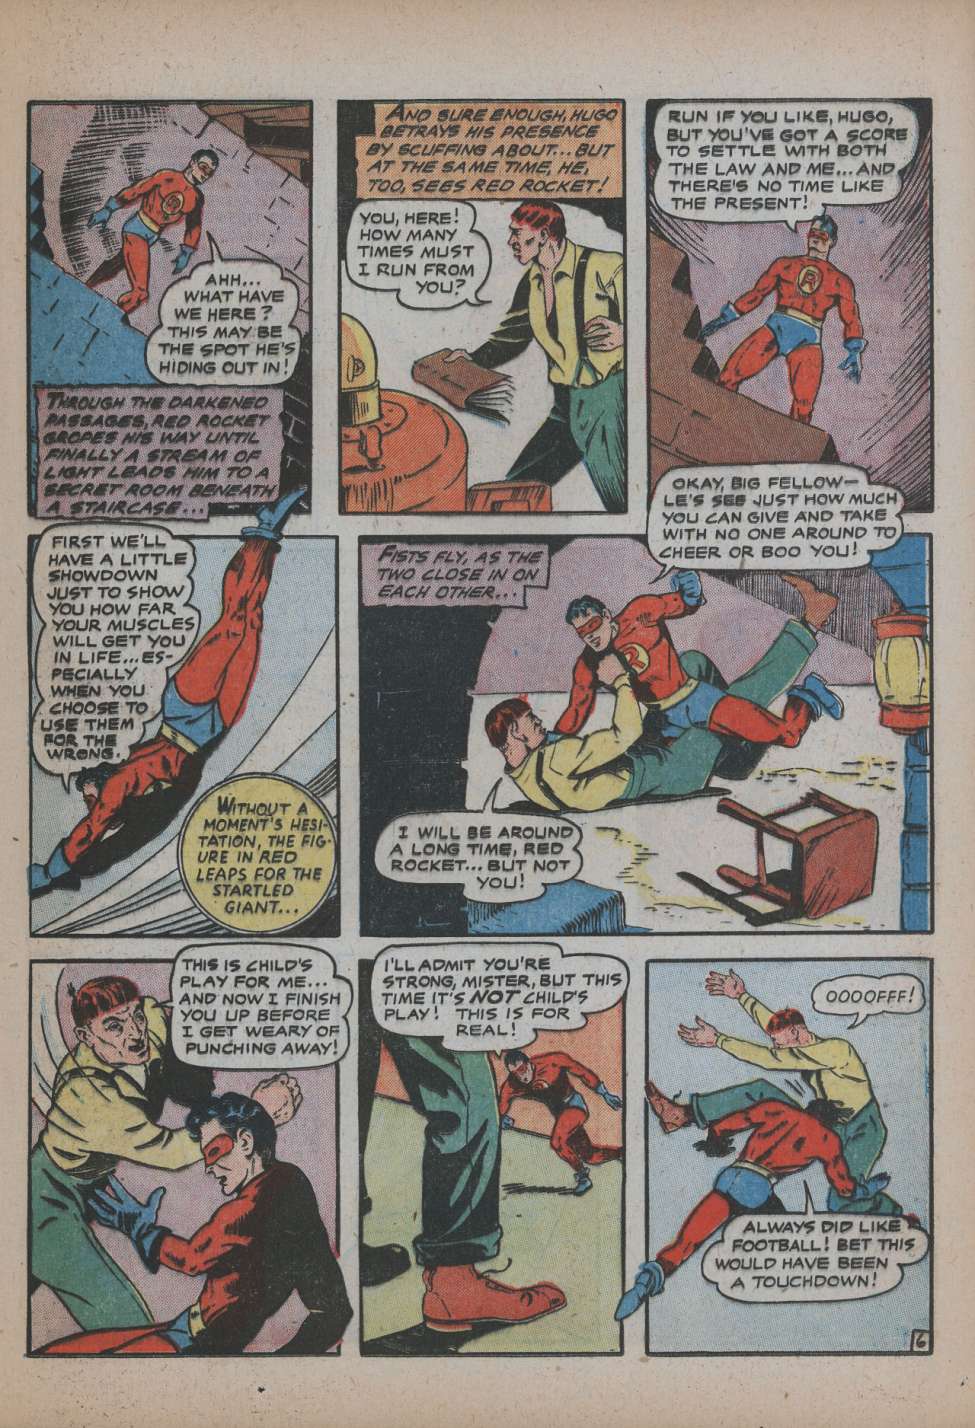 AHH...
WHAT HAVE
WE HERE?
THIS MAY BE
THE SPOT HE'S
HIDING OUT IN!
THROUGH THE DARKENED
PASSAGES, RED ROCKET
GROPES HIS WAY UNTIL
FINALLY A STREAM OF
LIGHT LEADS HIM TO A
SECRET ROOM BENEATH
A STAIRCASE...
AND SURE ENOUGH, HUGO
BETRAYS HIS PRESENCE
BY SCUFFING ABOUT... BUT
AT THE SAME TIME, HE,
TOO, SEES RED ROCKET!
YOU, HERE!
HOW MANY
TIMES MUST
I RUN FROM
YOU?
RUN IF YOU LIKE, HUGO,
BUT YOU'VE GOT A SCORE
TO SETTLE WITH BOTH
THE LAW AND ME... AND
THERE'S NO TIME LIKE
THE PRESENT!
R
FIRST WE'LL
HAVE A LITTLE
SHOWDOWN
JUST TO SHOW
YOU HOW FAR
YOUR MUSCLES
WILL GET YOU
IN LIFE... ES-
PECIALLY
WHEN YOU
CHOOSE TO
USE THEM
FOR THE
WRONG.
WITHOUT A
MOMENT'S HESI-
TATION, THE FIG-
URE IN RED
LEAPS FOR THE
STARTLED
GIANT...
FISTS FLY, AS THE
TWO CLOSE IN ON
EACH OTHER...
OKAY, BIG FELLOW—
LE'S SEE JUST HOW MUCH
YOU CAN GIVE AND TAKE
WITH NO ONE AROUND TO
CHEER OR BOO YOU!
I WILL BE AROUND
A LONG TIME, RED
ROCKET... BUT NOT
YOU!
THIS IS CHILD'S
PLAY FOR ME...
AND NOW I FINISH
YOU UP BEFORE
I GET WEARY OF
PUNCHING AWAY!
I'LL ADMIT YOU'RE
STRONG, MISTER, BUT THIS
TIME IT'S NOT CHILD'S
PLAY! THIS IS FOR
REAL!
OOOOFFF!
ALWAYS DID LIKE
FOOTBALL! BET THIS
WOULD HAVE BEEN
A TOUCHDOWN!
6